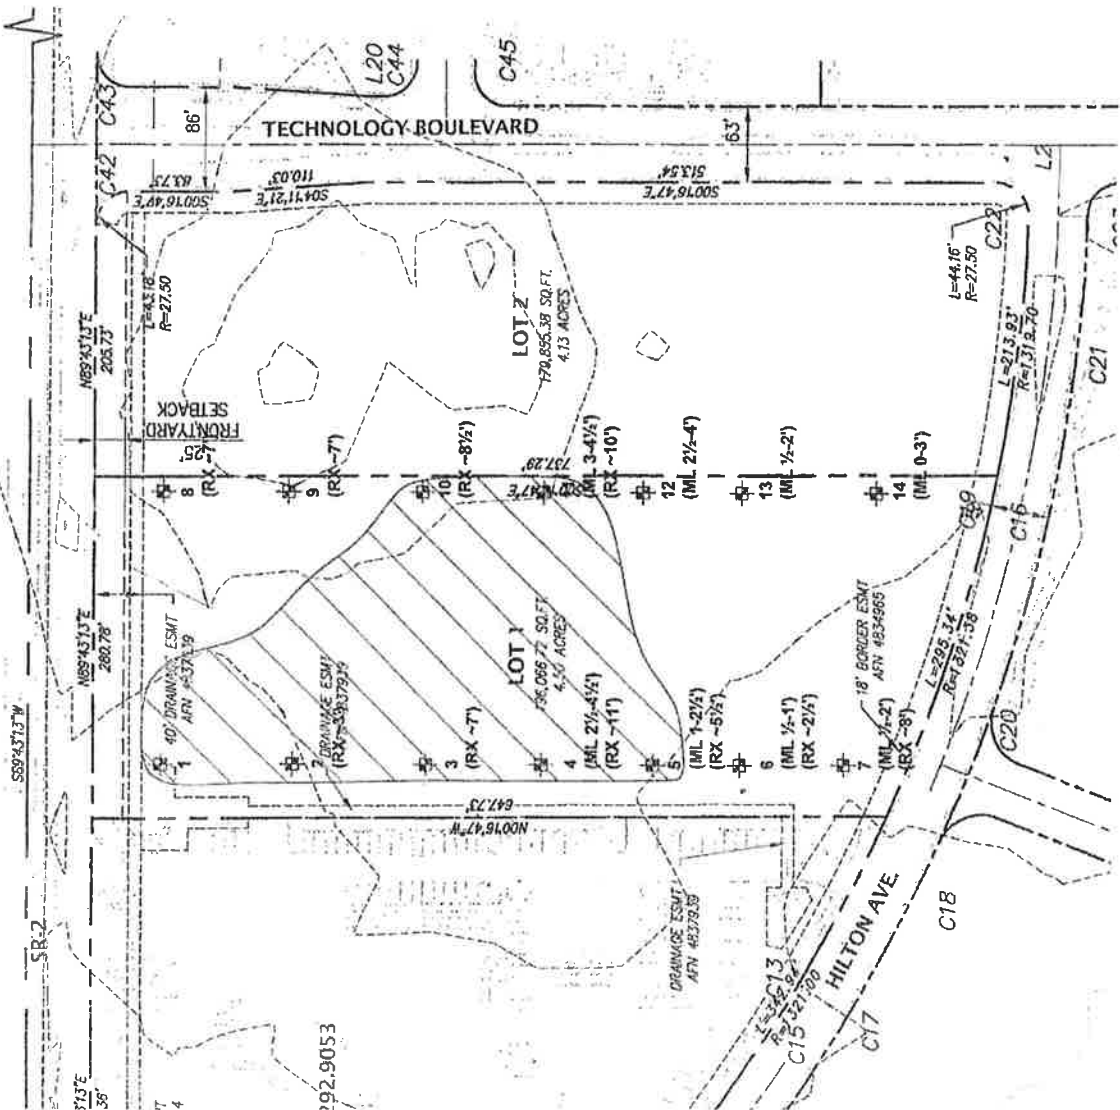 L20
C44
C45
C43
C42
86'
TECHNOLOGY BOULEVARD
63'
S00°16'49"E
83.73'
S04°11'21"E
110.03'
S00°16'47"E
513.54'
L=43.18'
R=27.50
C22
L=44.16'
R=27.50
N89°43'13"E
205.73'
FRONTYARD
SETBACK
25'
LOT 2
179,895.38 SQ.FT.
4.13 ACRES
L=213.93'
R=1319.70
C21
8
(RX ~7')
9
(RX ~7')
10
(RX ~8½')
737.29'
(ML 3-4½')
(RX ~10')
12
(ML 2½-4')
13
(ML ½-2')
14
(ML 0-3')
C16
S89°43'13"W
N89°43'13"E
280.78'
40' DRAINAGE ESMT
LOT 1
18' BORDER ESMT
AFN 4834965
L=295.34'
R=1321.38
1
2
DRAINAGE ESMT
3
(RX ~7')
4
(ML 2½-4½')
(RX ~11')
5
(ML 1-2½')
(RX ~5½')
6
(ML ½-1')
(RX ~2½')
7
(ML ½-2')
(RX ~8')
C20
647.73'
N00°16'47"W
SR-2
DRAINAGE ESMT
AFN 4837939
HILTON AVE.
C18
C13
R=1321.00
C15
C17
292.9053